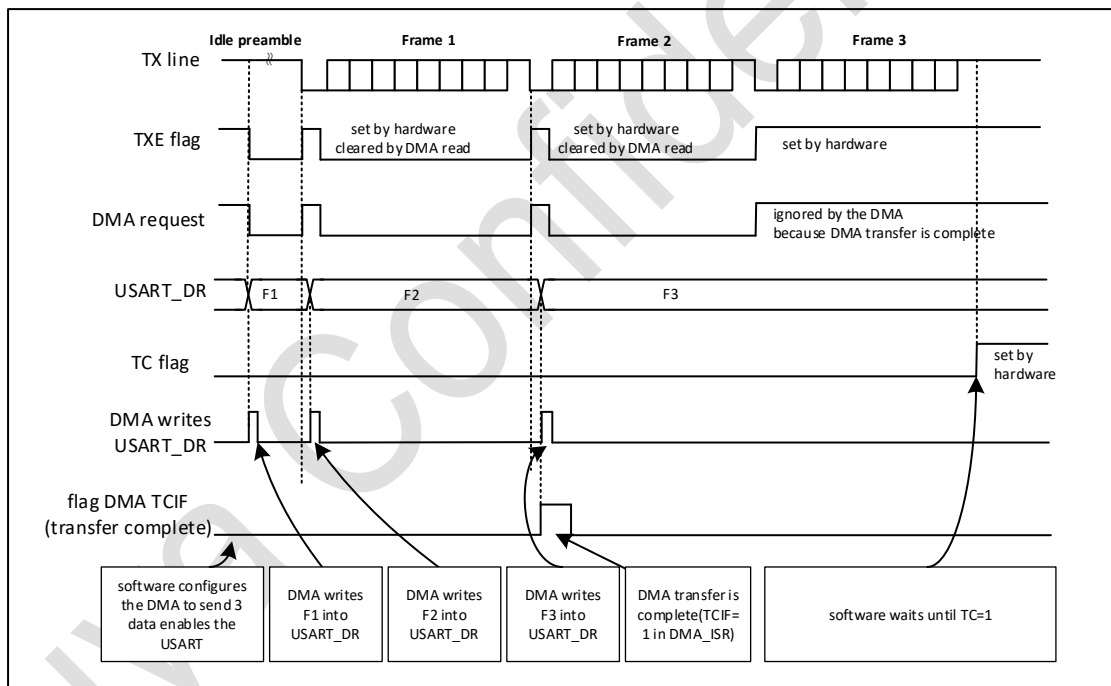 Idle preamble
Frame 1
Frame 2
Frame 3
TX line
TXE flag
set by hardware
cleared by DMA read
set by hardware
cleared by DMA read
set by hardware
DMA request
ignored by the DMA
because DMA transfer is complete
USART_DR
F1
F2
F3
TC flag
set by
hardware
DMA writes
USART_DR
flag DMA TCIF
(transfer complete)
software configures
the DMA to send 3
data enables the
USART
DMA writes
F1 into
USART_DR
DMA writes
F2 into
USART_DR
DMA writes
F3 into
USART_DR
DMA transfer is
complete(TCIF=
1 in DMA_ISR)
software waits until TC=1